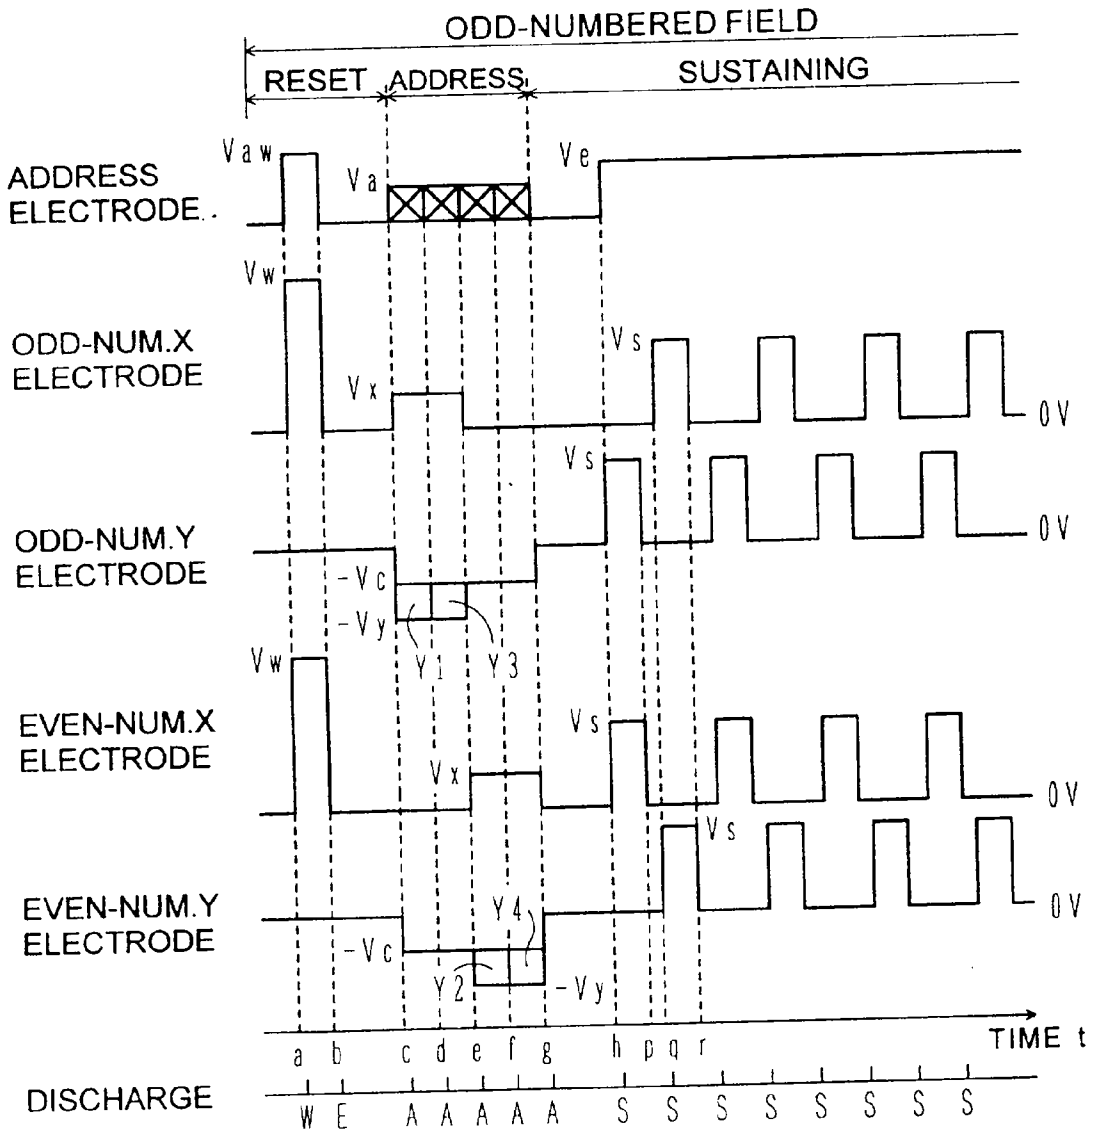 ODD-NUMBERED FIELD
RESET ADDRESS SUSTAINING
Vaw Va Ve
ADDRESS
ELECTRODE..
Vw
ODD-NUM.X
ELECTRODE
Vx Vs 0V
Vs
ODD-NUM.Y
ELECTRODE
0V
-Vc
-Vy
Y1 Y3
Vw
EVEN-NUM.X
ELECTRODE
Vs
Vx 0V
Vs
EVEN-NUM.Y
ELECTRODE
Y4 0V
-Vc
Y2 -Vy
a b c d e f g h p q r TIME t
DISCHARGE
W E A A A A A S S S S S S S S